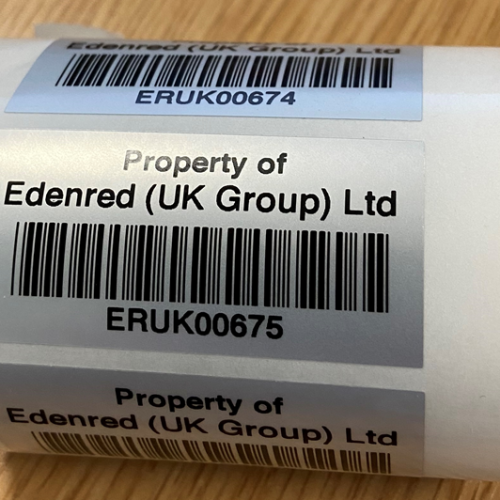 Edenred (UK Group) Ltd
ERUK00674
Property of
Edenred (UK Group) Ltd
ERUK00675
Property of
Edenred (UK Group) Ltd